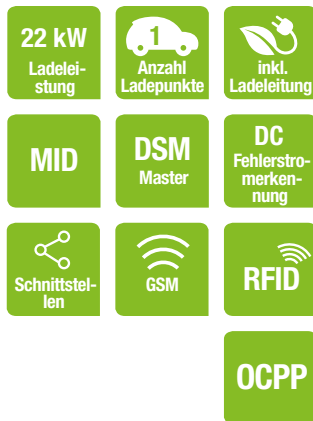 22 kW
Ladelei-
stung
1
Anzahl
Ladepunkte
inkl.
Ladeleitung
MID
DSM
Master
DC
Fehlerstro-
merken-
nung
Schnittstel-
len
GSM
RFID
OCPP